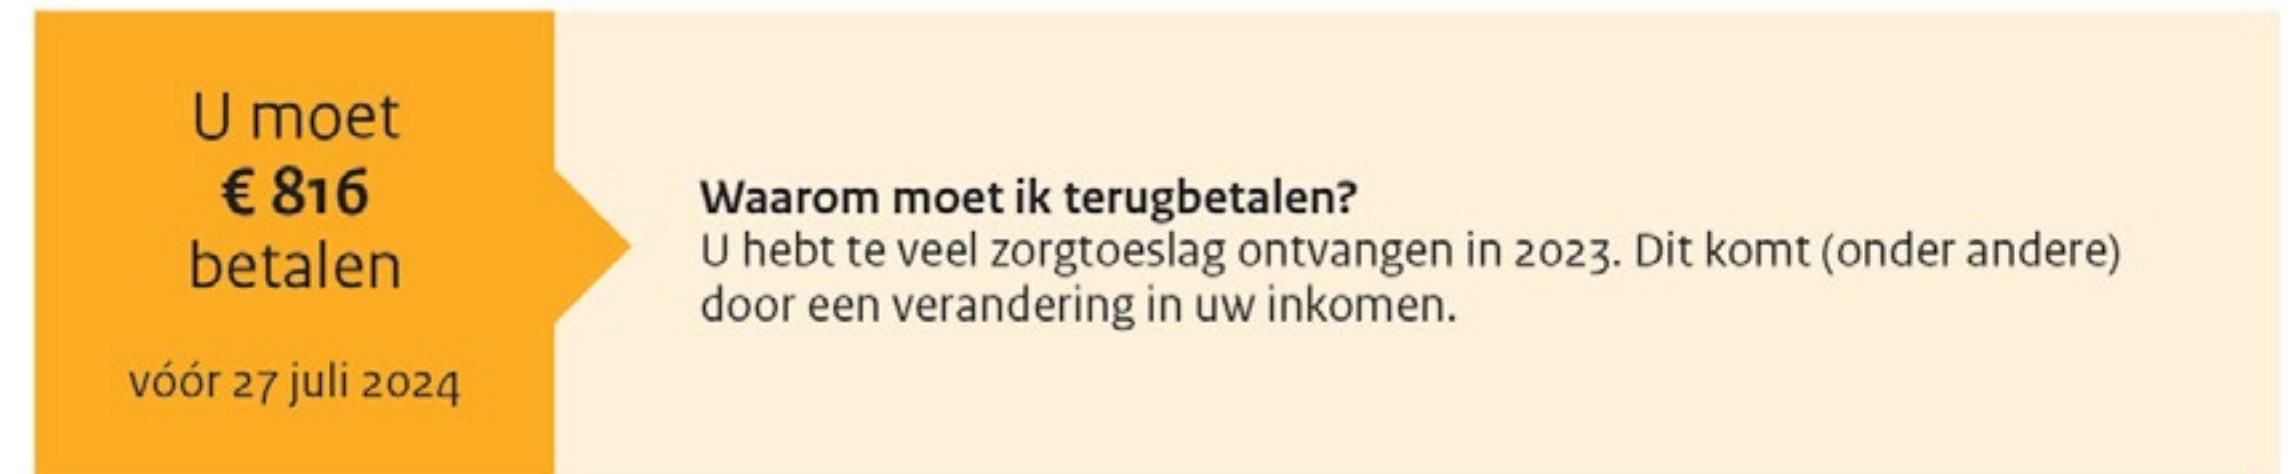 U moet
€ 816
betalen
vóór 27 juli 2024
Waarom moet ik terugbetalen?
U hebt te veel zorgtoeslag ontvangen in 2023. Dit komt (onder andere)
door een verandering in uw inkomen.